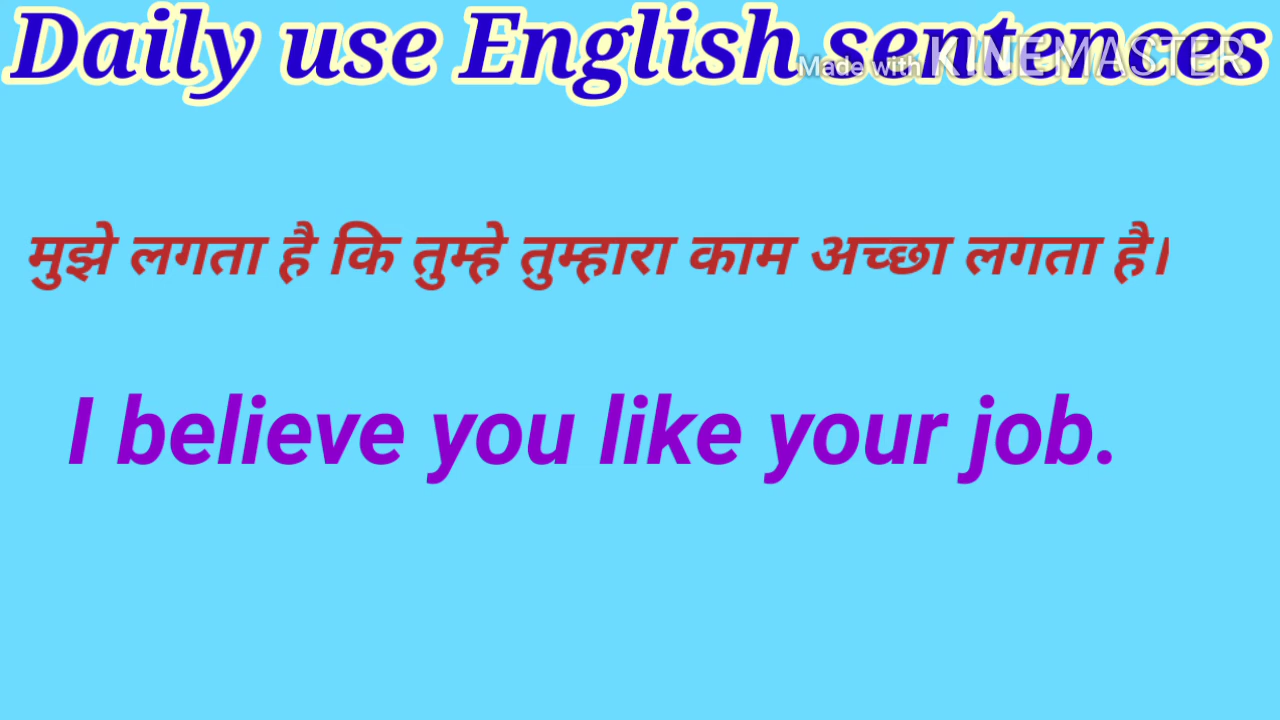 Daily use English sentences
Made with KINEMASTER
मुझे लगता है कि तुम्हे तुम्हारा काम अच्छा लगता है।
I believe you like your job.